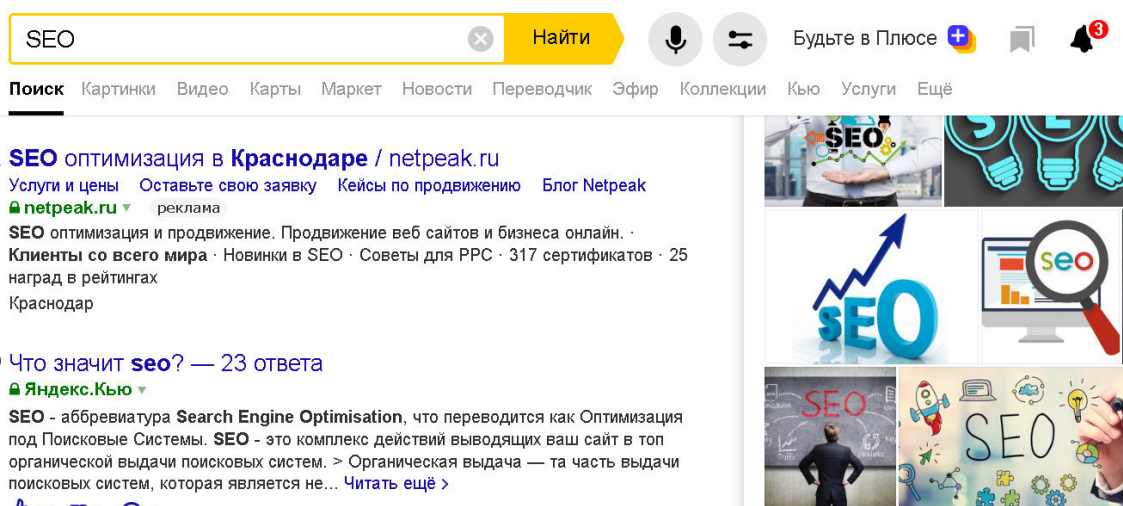 SEO
Найти
Будьте в Плюсе
3
Поиск Картинки Видео Карты Маркет Новости Переводчик Эфир Коллекции Кью Услуги Ещё
SEO оптимизация в Краснодаре / netpeak.ru
Услуги и цены Оставьте свою заявку Кейсы по продвижению Блог Netpeak
netpeak.ru реклама
SEO оптимизация и продвижение. Продвижение веб сайтов и бизнеса онлайн. ·
Клиенты со всего мира · Новинки в SEO · Советы для PPC · 317 сертификатов · 25
наград в рейтингах
Краснодар
Что значит seo? — 23 ответа
Яндекс.Кью
SEO - аббревиатура Search Engine Optimisation, что переводится как Оптимизация
под Поисковые Системы. SEO - это комплекс действий выводящих ваш сайт в топ
органической выдачи поисковых систем. > Органическая выдача — та часть выдачи
поисковых систем, которая является не... Читать ещё >
SEO
SEO
SEO
seo
SEO
Traffic
SEO